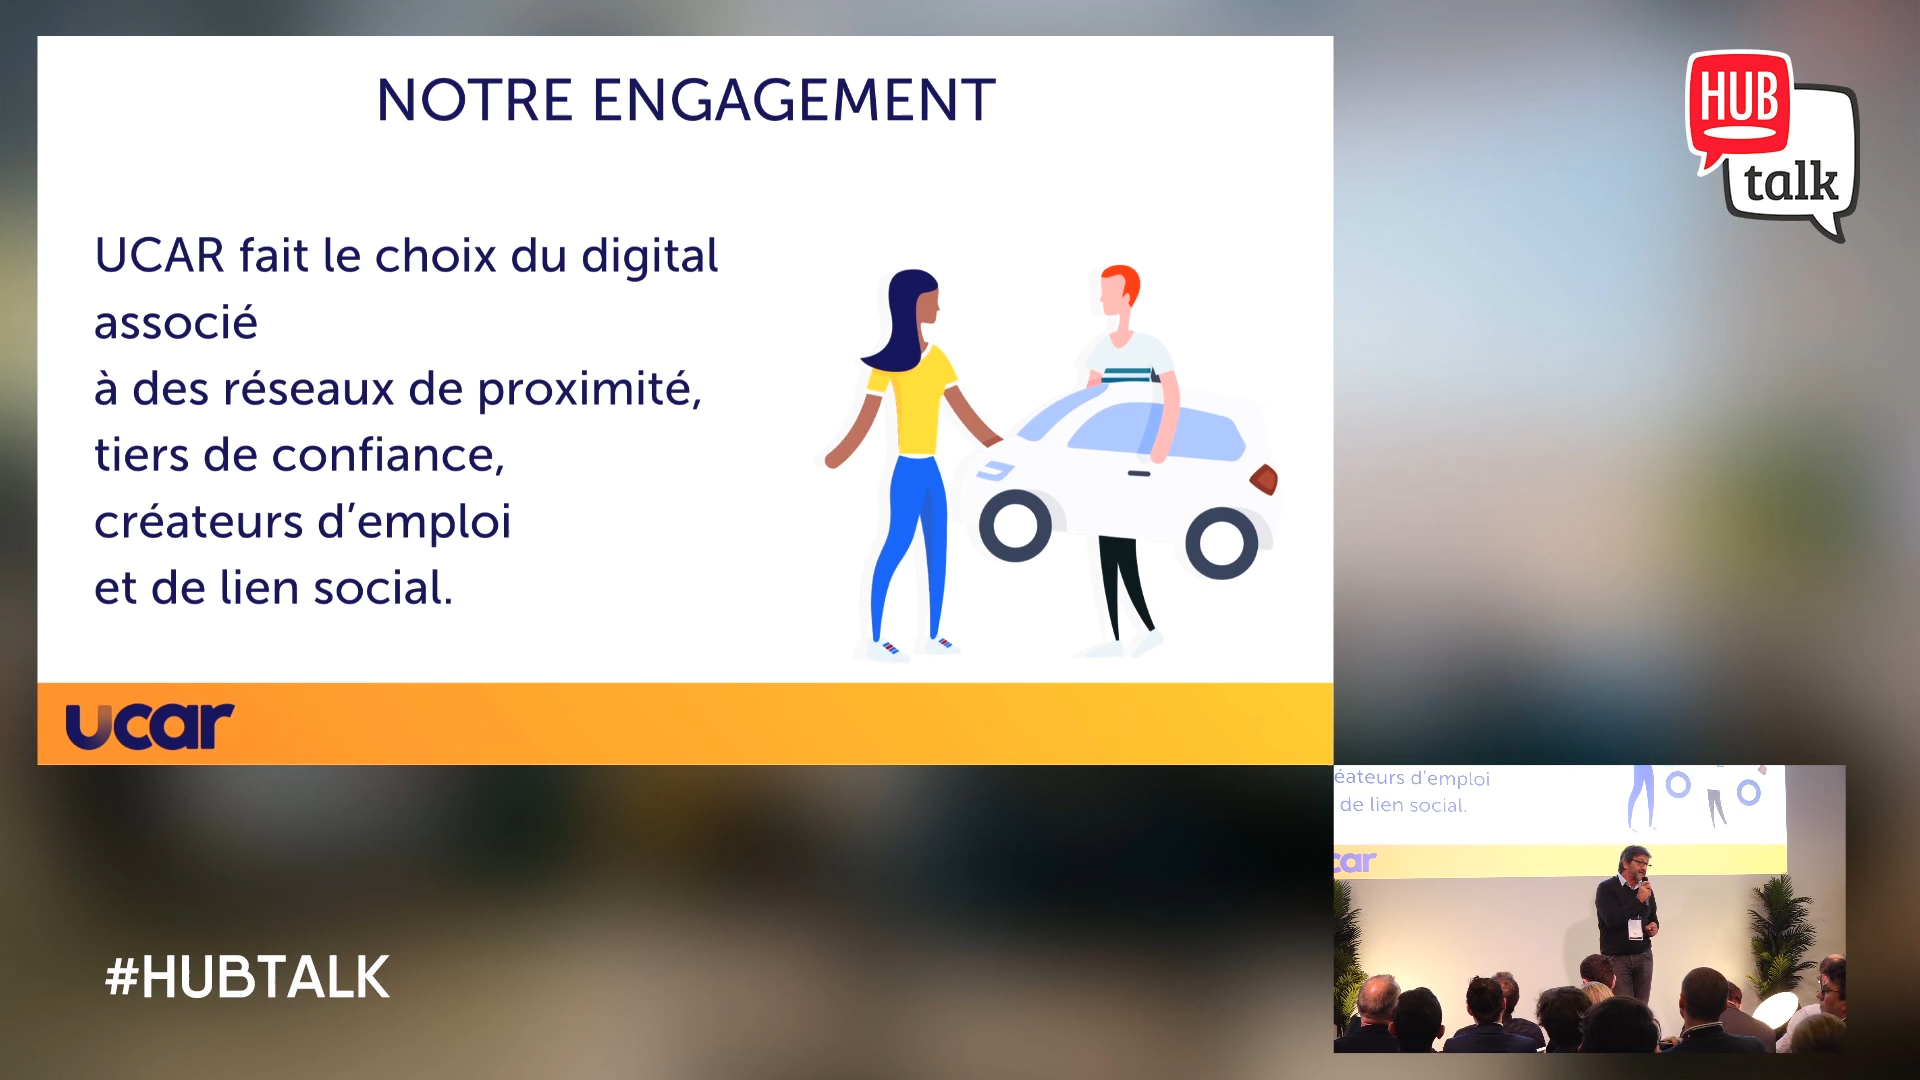 NOTRE ENGAGEMENT
UCAR fait le choix du digital
associé
à des réseaux de proximité,
tiers de confiance,
créateurs d’emploi
et de lien social.
ucar
HUB
talk
éateurs d’emploi
de lien social.
car
#HUBTALK